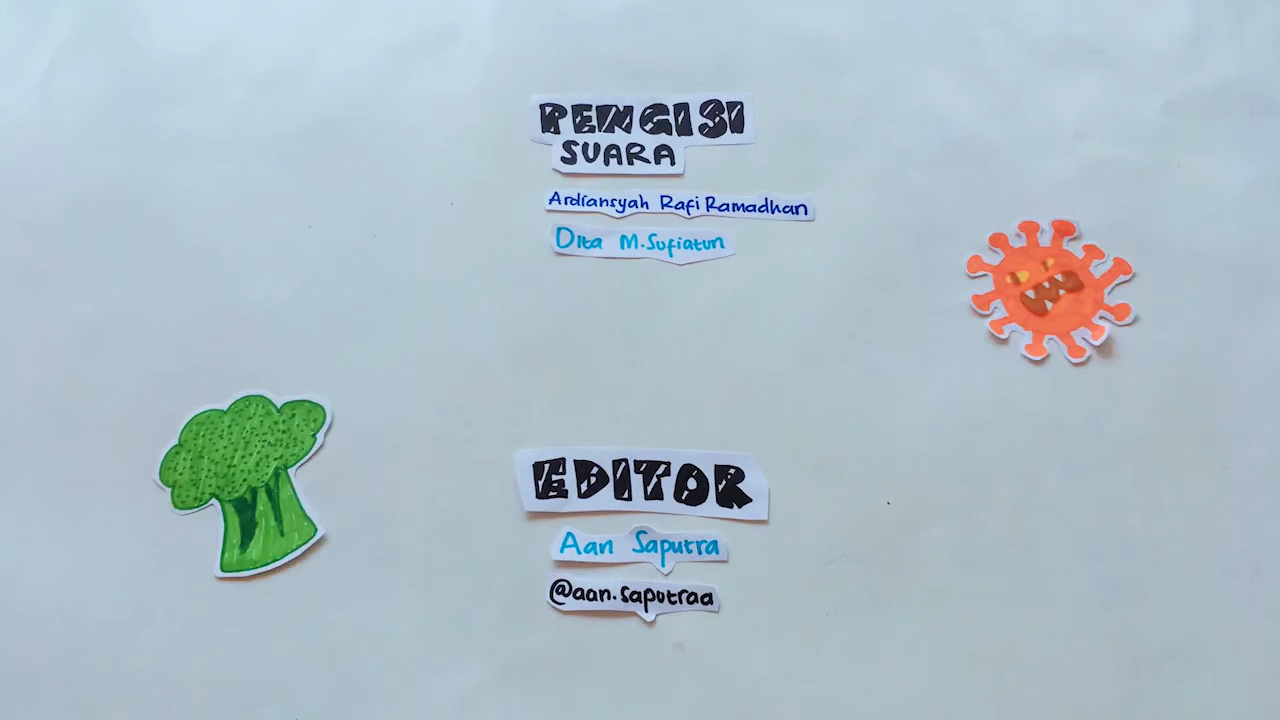 PENGISI
SUARA
Ardiansyah Rafi Ramadhan
Dita M. Sufiatun
EDITOR
Aan Saputra
@aan.saputraa